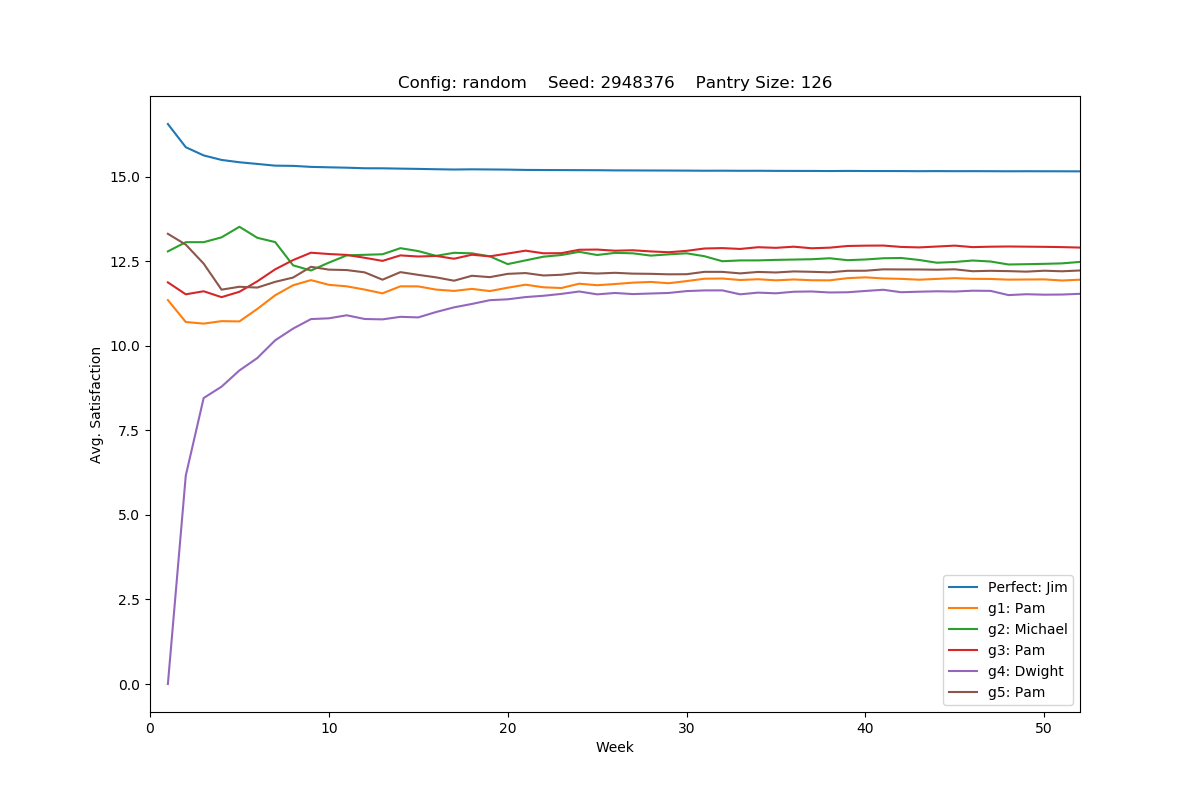 Config: random    Seed: 2948376    Pantry Size: 126
Avg. Satisfaction
15.0
12.5
10.0
7.5
5.0
2.5
0.0
Perfect: Jim
g1: Pam
g2: Michael
g3: Pam
g4: Dwight
g5: Pam
0 10 20 30 40 50
Week